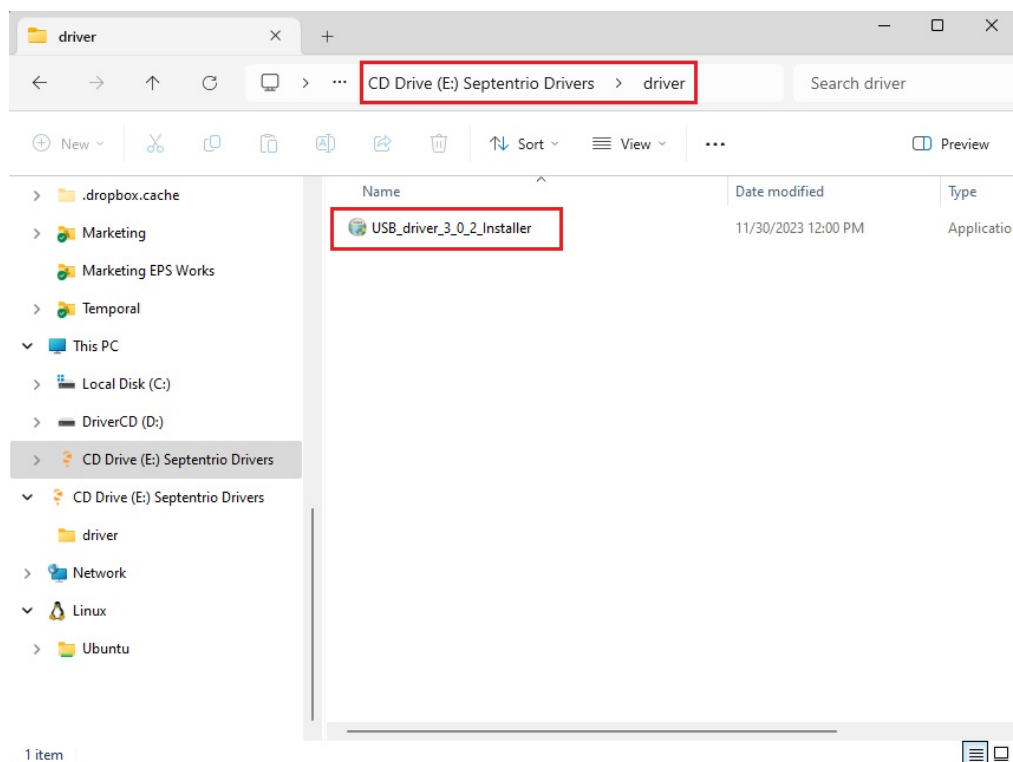 driver
CD Drive (E:) Septentrio Drivers > driver
Search driver
New
Sort
View
Preview
Name Date modified Type
.dropbox.cache
USB_driver_3_0_2_Installer 11/30/2023 12:00 PM Applicatio
Marketing
Marketing EPS Works
Temporal
This PC
Local Disk (C:)
DriverCD (D:)
CD Drive (E:) Septentrio Drivers
CD Drive (E:) Septentrio Drivers
driver
Network
Linux
Ubuntu
1 item